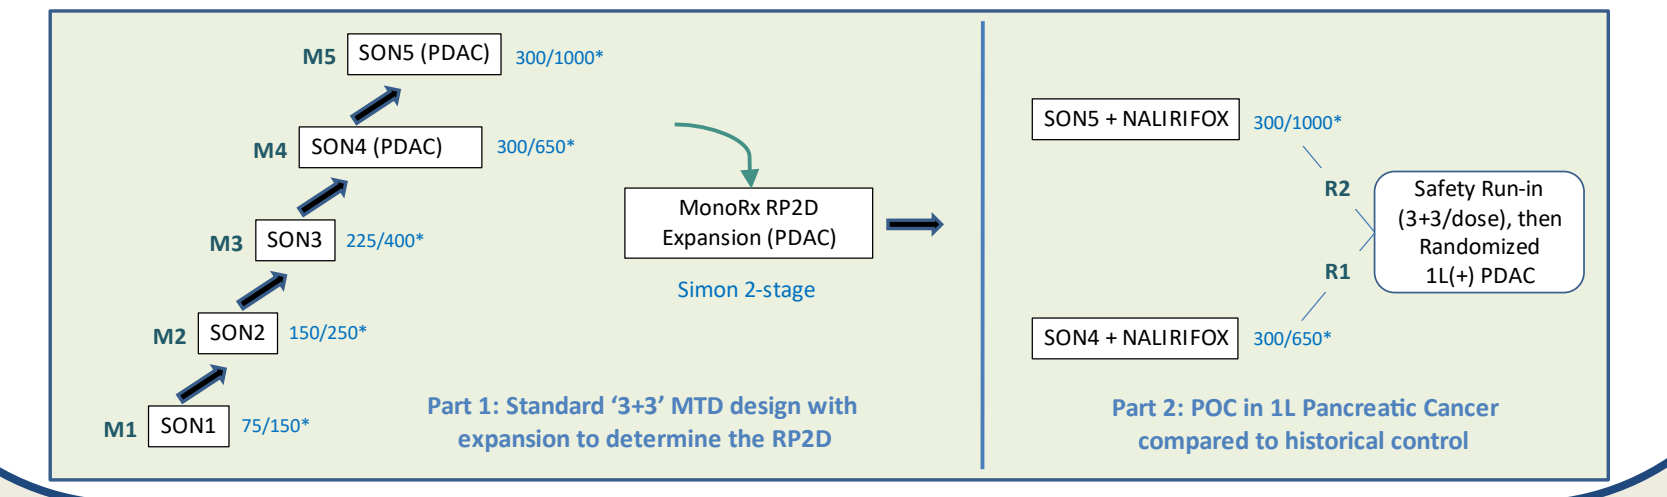 M5 SON5 (PDAC) 300/1000*
M4 SON4 (PDAC) 300/650*
M3 SON3 225/400*
M2 SON2 150/250*
M1 SON1 75/150*
MonoRx RP2D
Expansion (PDAC)
Simon 2-stage
Part 1: Standard ‘3+3’ MTD design with
expansion to determine the RP2D
SON5 + NALIRIFOX 300/1000*
R2
Safety Run-in
(3+3/dose), then
Randomized
1L(+) PDAC
R1
SON4 + NALIRIFOX 300/650*
Part 2: POC in 1L Pancreatic Cancer
compared to historical control